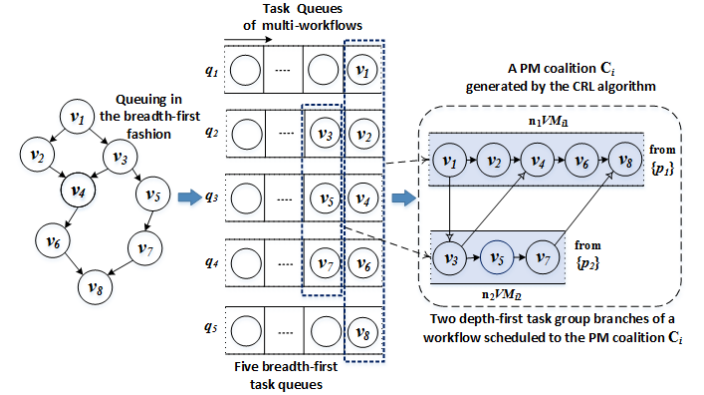 Task Queues
of multi-workflows
Queuing in
the breadth-first
fashion
v1
v2
v3
v4
v5
v6
v7
v8
q1
.... 
v1
q2
....
v3
v2
q3
....
v5
v4
q4
....
v7
v6
q5
....
v8
Five breadth-first
task queues
A PM coalition Ci
generated by the CRL algorithm
v1
v2
v4
v6
v8
from
{p1}
v3
v5
v7
from
{p2}
Two depth-first task group branches of a
workflow scheduled to the PM coalition Ci